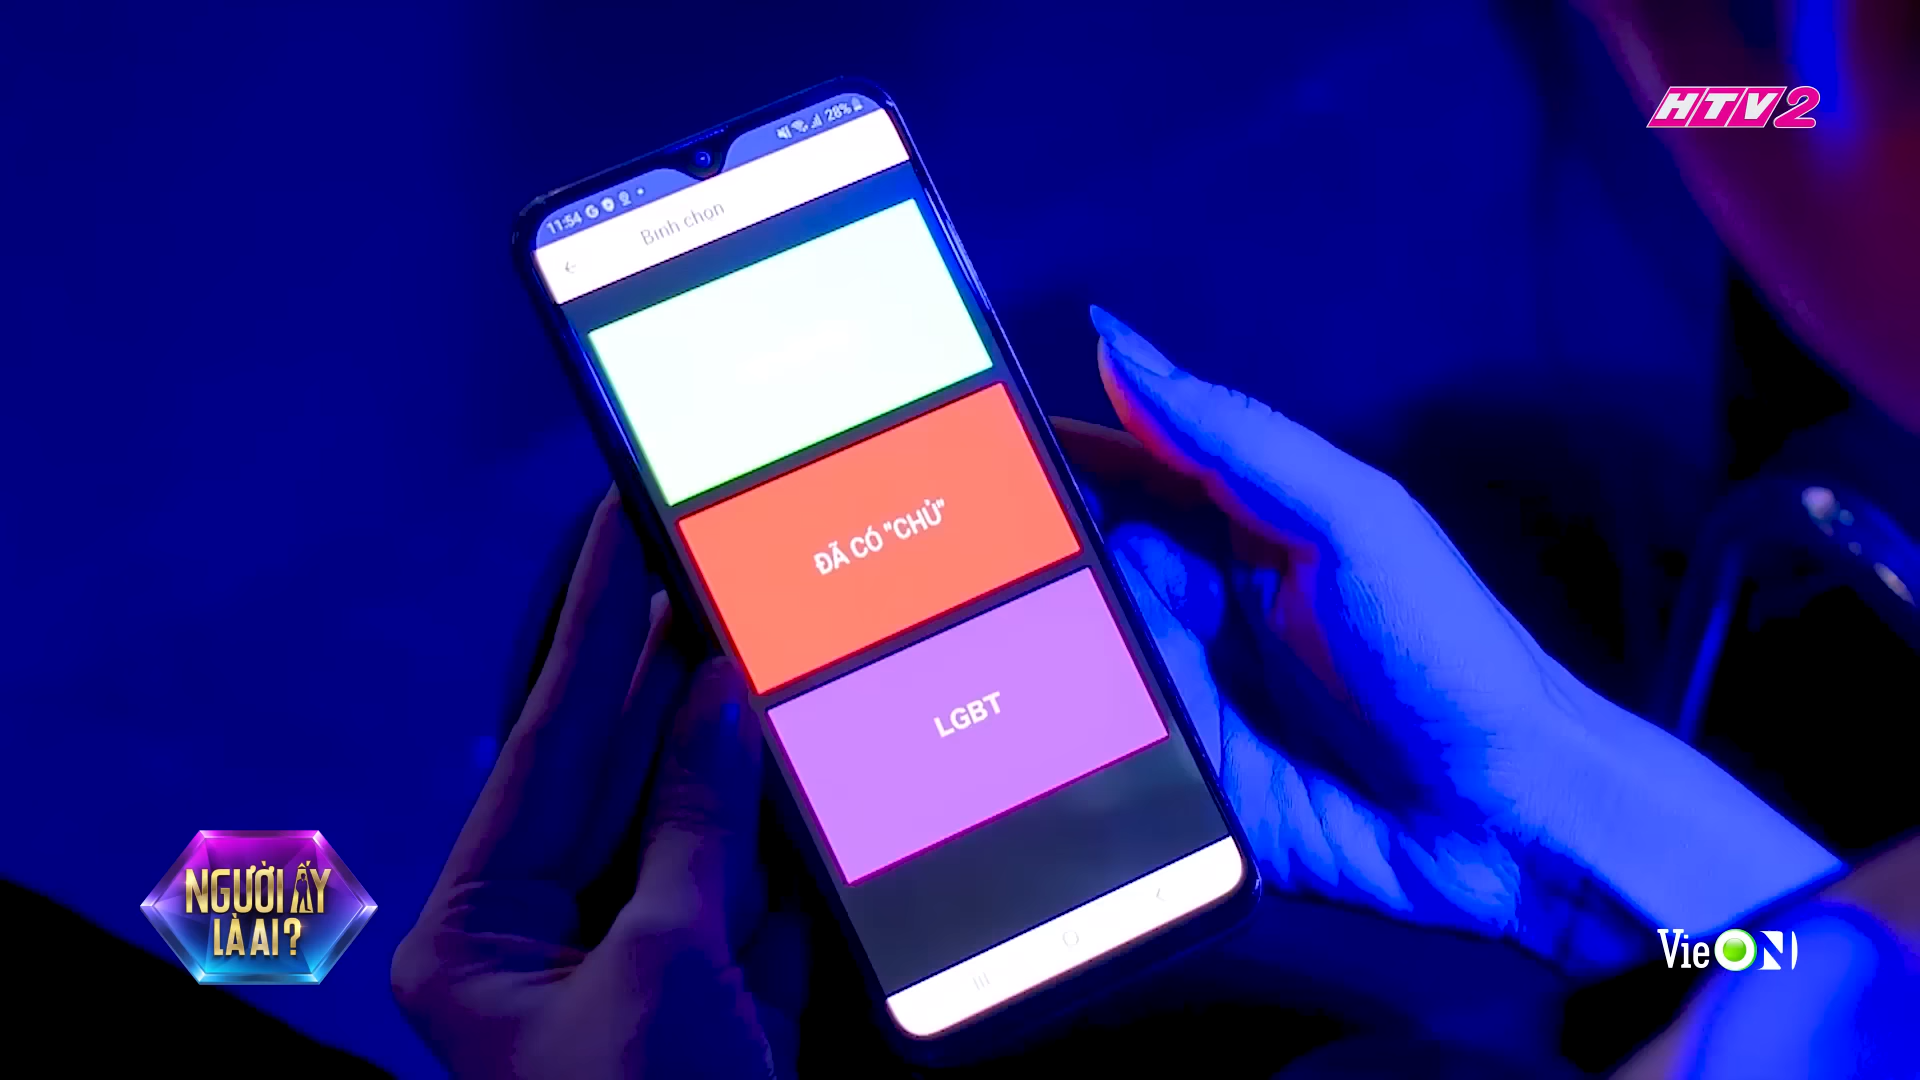 HTV2
11:54
28%
Bình chọn
ĐÃ CÓ "CHỦ"
LGBT
NGƯỜI ẤY
LÀ AI?
VieON